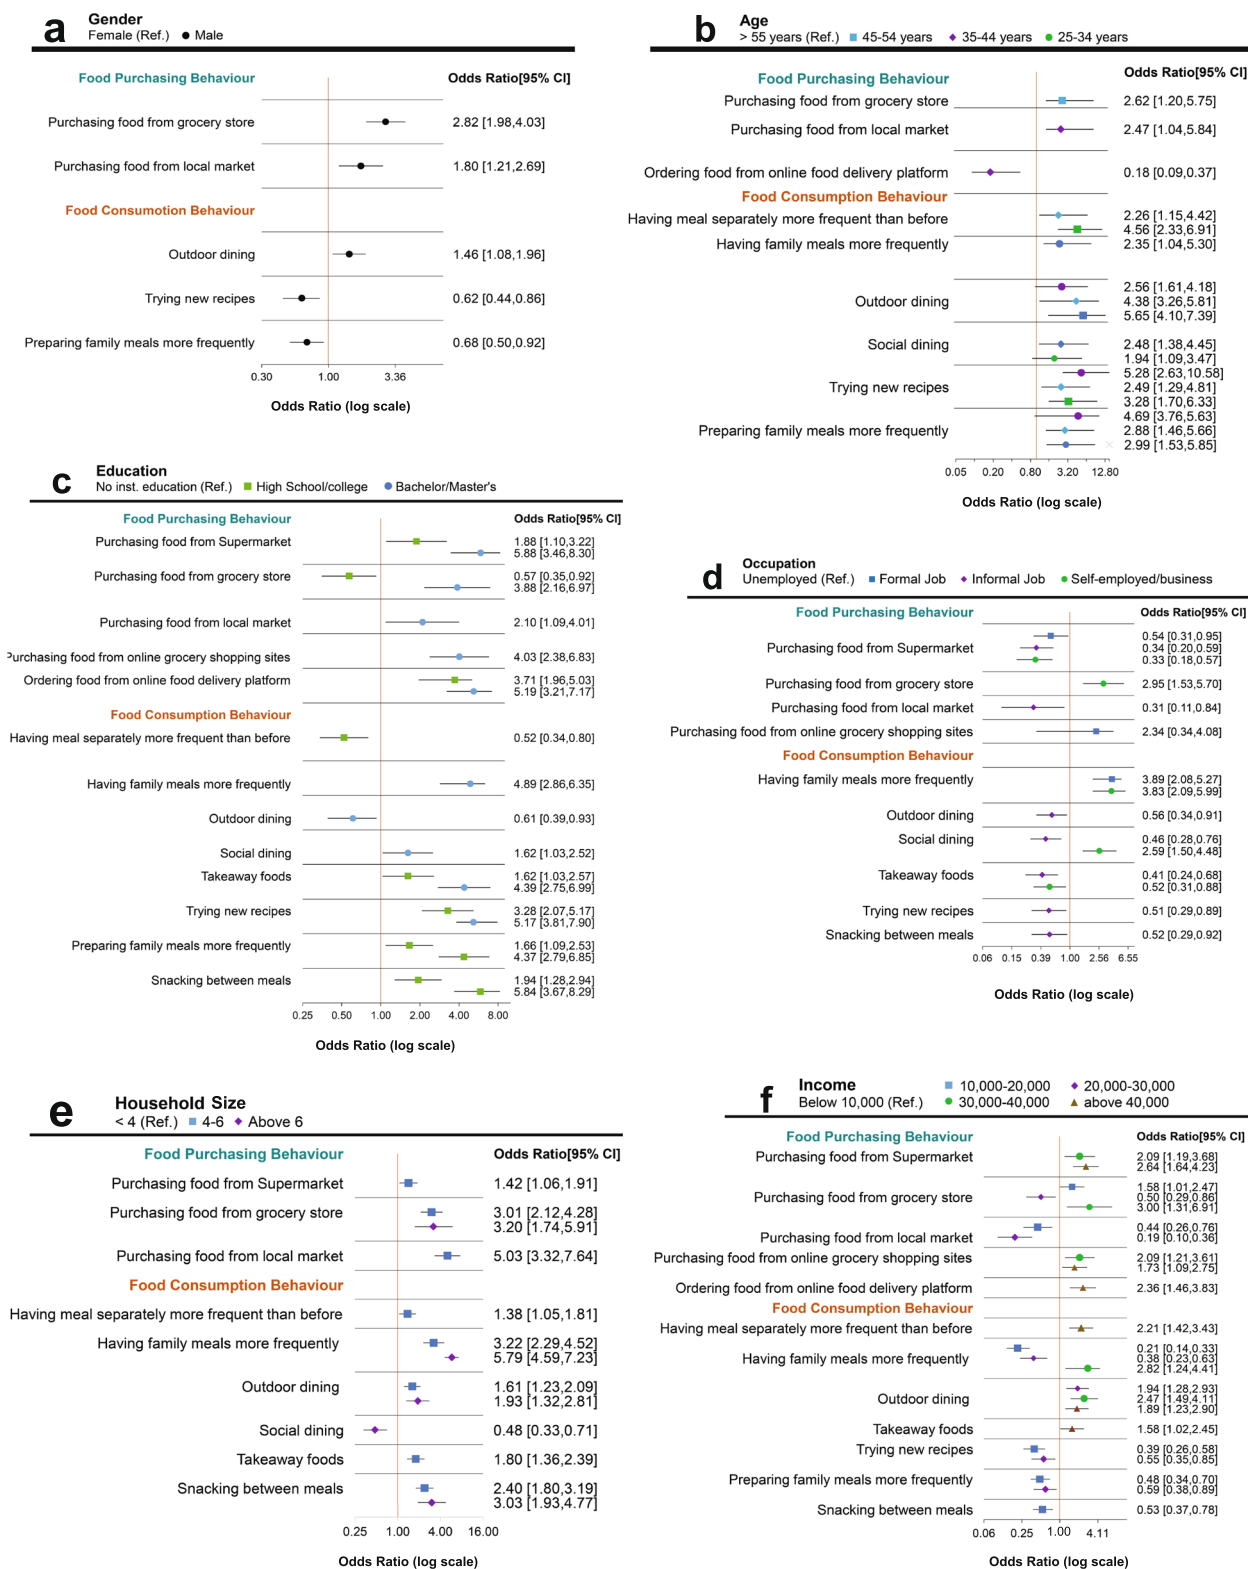 a
Gender
Female (Ref.) Male
Food Purchasing Behaviour
Odds Ratio[95% CI]
Purchasing food from grocery store
2.82 [1.98,4.03]
Purchasing food from local market
1.80 [1.21,2.69]
Food Consumotion Behaviour
Outdoor dining
1.46 [1.08,1.96]
Trying new recipes
0.62 [0.44,0.86]
Preparing family meals more frequently
0.68 [0.50,0.92]
0.30 1.00 3.36
Odds Ratio (log scale)
b
Age
> 55 years (Ref.) 45-54 years 35-44 years 25-34 years
Food Purchasing Behaviour
Odds Ratio[95% CI]
Purchasing food from grocery store
2.62 [1.20,5.75]
Purchasing food from local market
2.47 [1.04,5.84]
Ordering food from online food delivery platform
0.18 [0.09,0.37]
Food Consumption Behaviour
Having meal separately more frequent than before
2.26 [1.15,4.42]
4.56 [2.33,6.91]
Having family meals more frequently
2.35 [1.04,5.30]
Outdoor dining
2.56 [1.61,4.18]
4.38 [3.26,5.81]
5.65 [4.10,7.39]
Social dining
2.48 [1.38,4.45]
1.94 [1.09,3.47]
Trying new recipes
5.28 [2.63,10.58]
2.49 [1.29,4.81]
3.28 [1.70,6.33]
Preparing family meals more frequently
4.69 [3.76,5.63]
2.88 [1.46,5.66]
2.99 [1.53,5.85]
0.05 0.20 0.80 3.20 12.80
Odds Ratio (log scale)
c
Education
No inst. education (Ref.) High School/college Bachelor/Master's
Food Purchasing Behaviour
Odds Ratio[95% CI]
Purchasing food from Supermarket
1.88 [1.10,3.22]
5.88 [3.46,8.30]
Purchasing food from grocery store
0.57 [0.35,0.92]
3.88 [2.16,6.97]
Purchasing food from local market
2.10 [1.09,4.01]
Purchasing food from online grocery shopping sites
4.03 [2.38,6.83]
Ordering food from online food delivery platform
3.71 [1.96,5.03]
5.19 [3.21,7.17]
Food Consumption Behaviour
Having meal separately more frequent than before
0.52 [0.34,0.80]
Having family meals more frequently
4.89 [2.86,6.35]
Outdoor dining
0.61 [0.39,0.93]
Social dining
1.62 [1.03,2.52]
Takeaway foods
1.62 [1.03,2.57]
4.39 [2.75,6.99]
Trying new recipes
3.28 [2.07,5.17]
5.17 [3.81,7.90]
Preparing family meals more frequently
1.66 [1.09,2.53]
4.37 [2.79,6.85]
Snacking between meals
1.94 [1.28,2.94]
5.84 [3.67,8.29]
0.25 0.50 1.00 2.00 4.00 8.00
Odds Ratio (log scale)
d
Occupation
Unemployed (Ref.) Formal Job Informal Job Self-employed/business
Food Purchasing Behaviour
Odds Ratio[95% CI]
Purchasing food from Supermarket
0.54 [0.31,0.95]
0.34 [0.20,0.59]
0.33 [0.18,0.57]
Purchasing food from grocery store
2.95 [1.53,5.70]
Purchasing food from local market
0.31 [0.11,0.84]
Purchasing food from online grocery shopping sites
2.34 [0.34,4.08]
Food Consumption Behaviour
Having family meals more frequently
3.89 [2.08,5.27]
3.83 [2.09,5.99]
Outdoor dining
0.56 [0.34,0.91]
Social dining
0.46 [0.28,0.76]
2.59 [1.50,4.48]
Takeaway foods
0.41 [0.24,0.68]
0.52 [0.31,0.88]
Trying new recipes
0.51 [0.29,0.89]
Snacking between meals
0.52 [0.29,0.92]
0.06 0.15 0.39 1.00 2.56 6.55
Odds Ratio (log scale)
e
Household Size
< 4 (Ref.) 4-6 Above 6
Food Purchasing Behaviour
Odds Ratio[95% CI]
Purchasing food from Supermarket
1.42 [1.06,1.91]
Purchasing food from grocery store
3.01 [2.12,4.28]
3.20 [1.74,5.91]
Purchasing food from local market
5.03 [3.32,7.64]
Food Consumption Behaviour
Having meal separately more frequent than before
1.38 [1.05,1.81]
Having family meals more frequently
3.22 [2.29,4.52]
5.79 [4.59,7.23]
Outdoor dining
1.61 [1.23,2.09]
1.93 [1.32,2.81]
Social dining
0.48 [0.33,0.71]
Takeaway foods
1.80 [1.36,2.39]
Snacking between meals
2.40 [1.80,3.19]
3.03 [1.93,4.77]
0.25 1.00 4.00 16.00
Odds Ratio (log scale)
f
Income
Below 10,000 (Ref.)
10,000-20,000 20,000-30,000
30,000-40,000 above 40,000
Food Purchasing Behaviour
Odds Ratio[95% CI]
Purchasing food from Supermarket
2.09 [1.19,3.68]
2.64 [1.64,4.23]
Purchasing food from grocery store
1.58 [1.01,2.47]
0.50 [0.29,0.86]
3.00 [1.31,6.91]
Purchasing food from local market
0.44 [0.26,0.76]
0.19 [0.10,0.36]
Purchasing food from online grocery shopping sites
2.09 [1.21,3.61]
1.73 [1.09,2.75]
Ordering food from online food delivery platform
2.36 [1.46,3.83]
Food Consumption Behaviour
Having meal separately more frequent than before
2.21 [1.42,3.43]
Having family meals more frequently
0.21 [0.14,0.33]
0.38 [0.23,0.63]
2.82 [1.24,4.41]
Outdoor dining
1.94 [1.28,2.93]
2.47 [1.49,4.11]
1.89 [1.23,2.90]
Takeaway foods
1.58 [1.02,2.45]
Trying new recipes
0.39 [0.26,0.58]
0.55 [0.35,0.85]
Preparing family meals more frequently
0.48 [0.34,0.70]
0.59 [0.38,0.89]
Snacking between meals
0.53 [0.37,0.78]
0.06 0.25 1.00 4.11
Odds Ratio (log scale)